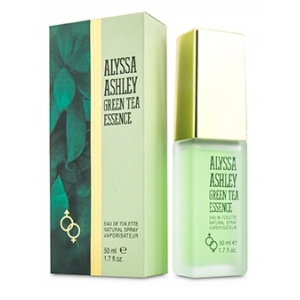 ALYSSA
ASHLEY
GREEN TEA
ESSENCE
EAU DE TOILETTE
NATURAL SPRAY
VAPORISATEUR
50 ml e
1.7 fl.oz.
ALYSSA
ASHLEY
GREEN TEA
ESSENCE
EAU DE TOILETTE
NATURAL SPRAY
VAPORISATEUR
50 ml e
1.7 fl.oz.